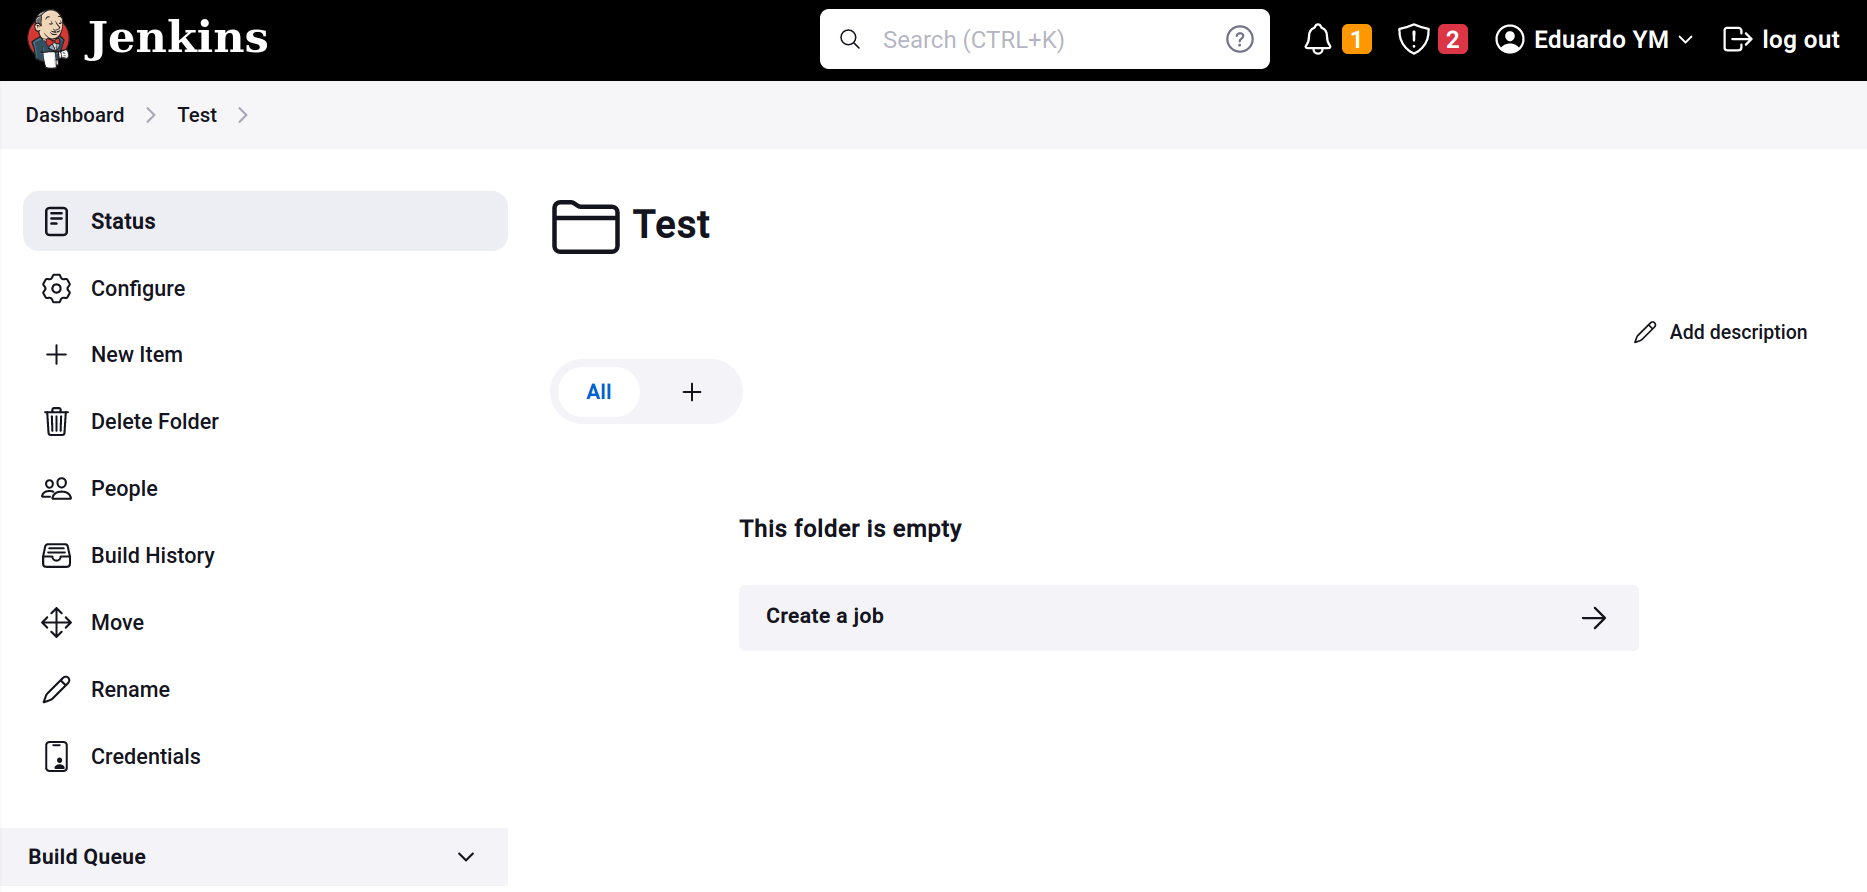 Jenkins
Search (CTRL+K)
1
2
Eduardo YM
log out
Dashboard
Test
Status
Configure
New Item
Delete Folder
People
Build History
Move
Rename
Credentials
Build Queue
Test
Add description
All
This folder is empty
Create a job